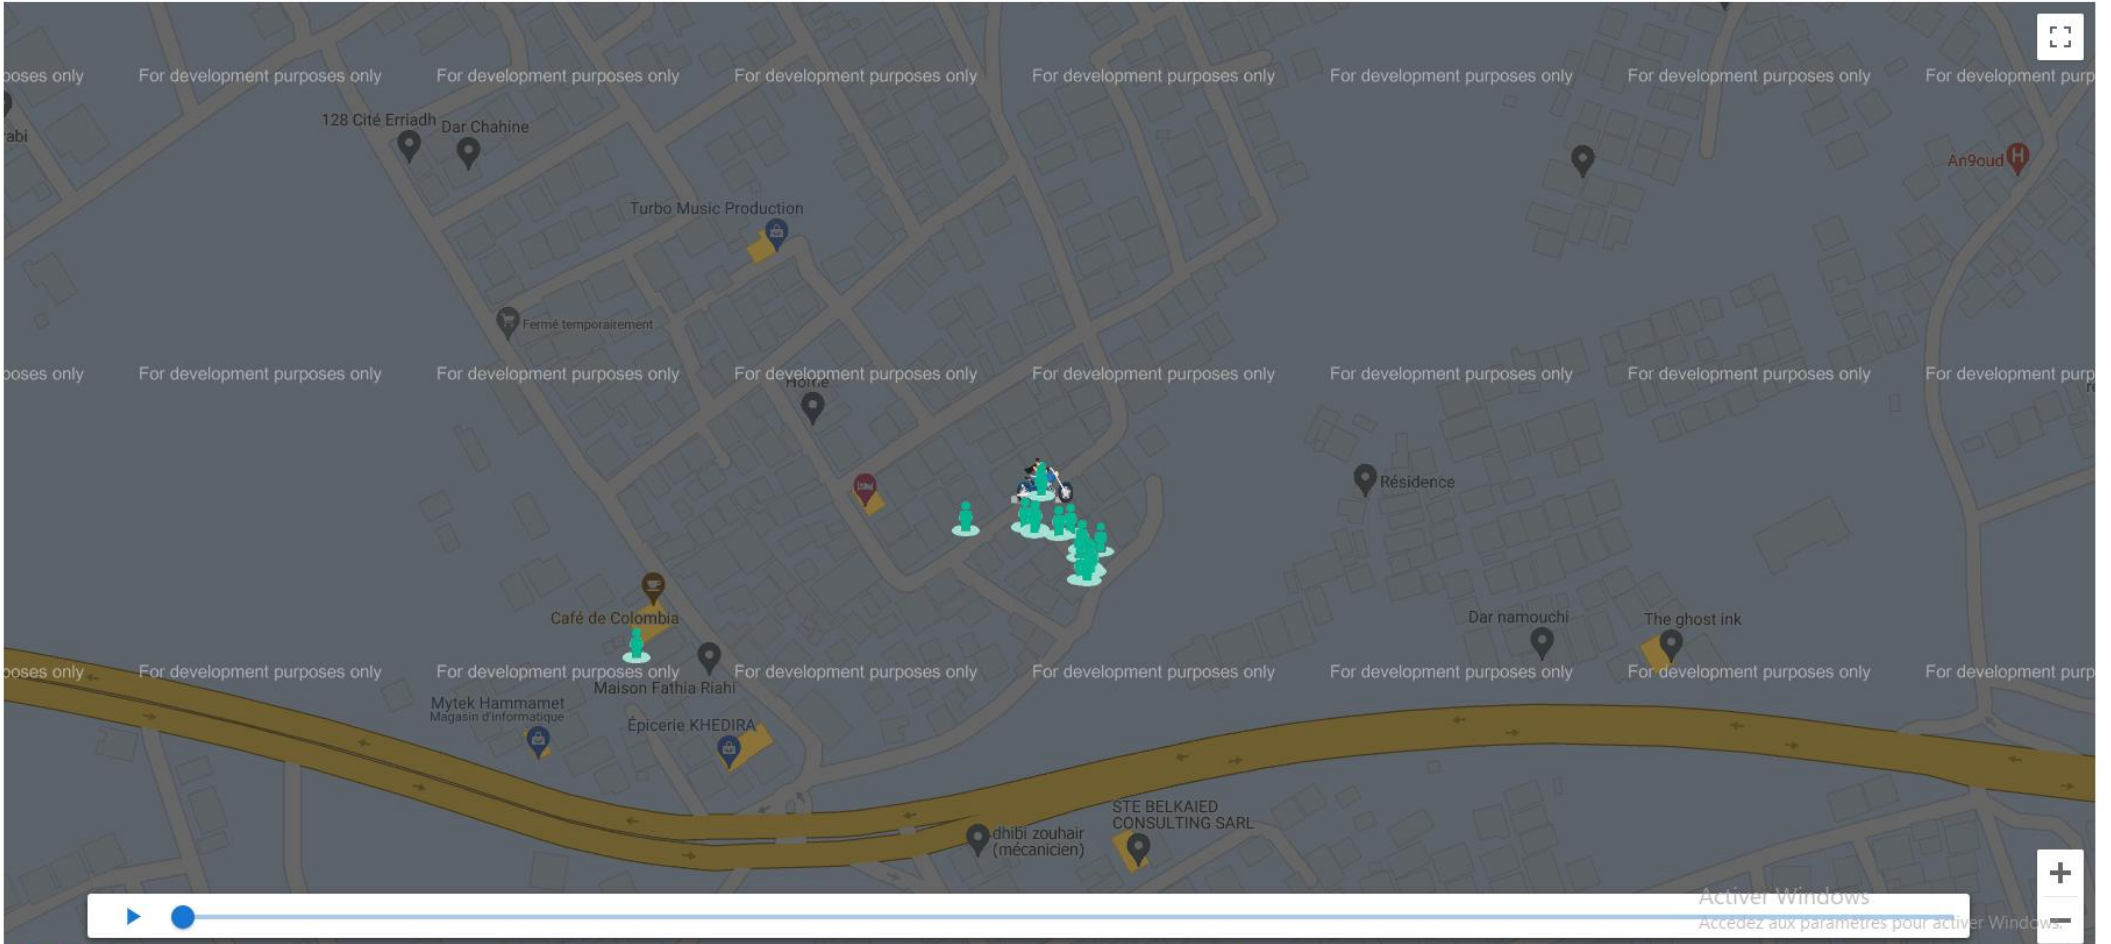 poses only For development purposes only For development purposes only For development purposes only For development purposes only For development purposes only For development purposes only For development purp
128 Cité Erriadh
Dar Chahine
rabi
An9oud
Turbo Music Production
Fermé temporairement
poses only For development purposes only For development purposes only For development purposes only For development purposes only For development purposes only For development purposes only For development purp
Home
Résidence
Café de Colombia
Dar namouchi
The ghost ink
poses only For development purposes only For development purposes only For development purposes only For development purposes only For development purposes only For development purposes only For development purp
Maison Fathia Riahi
Mytek Hammamet
Magasin d'informatique
Épicerie KHEDIRA
STE BELKAIED
CONSULTING SARL
dhibi zouhair
(mécanicien)
Activer Windows
Accédez aux paramètres pour activer Windows.